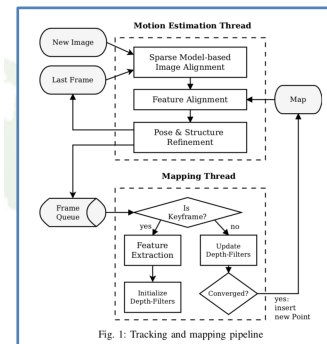 Motion Estimation Thread
New Image
Sparse Model-based
Image Alignment
Last Frame
Feature Alignment
Map
Pose & Structure
Refinement
Mapping Thread
Frame
Queue
Is
Keyframe?
yes
no
Feature
Extraction
Update
Depth-Filters
Initialize
Depth-Filters
Converged?
yes:
insert
new Point
Fig. 1: Tracking and mapping pipeline